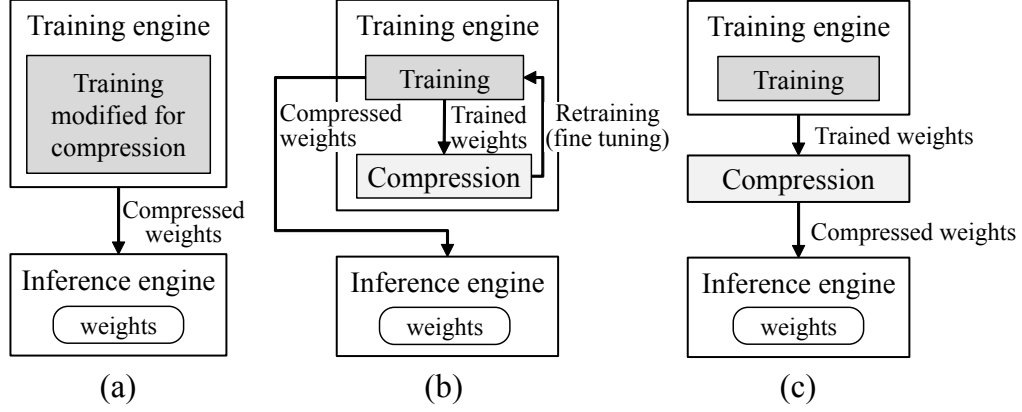 Training engine
Training
modified for
compression
Compressed
weights
Inference engine
weights
(a)
Training engine
Training
Compressed
weights
Trained
weights
Retraining
(fine tuning)
Compression
Inference engine
weights
(b)
Training engine
Training
Trained weights
Compression
Compressed weights
Inference engine
weights
(c)